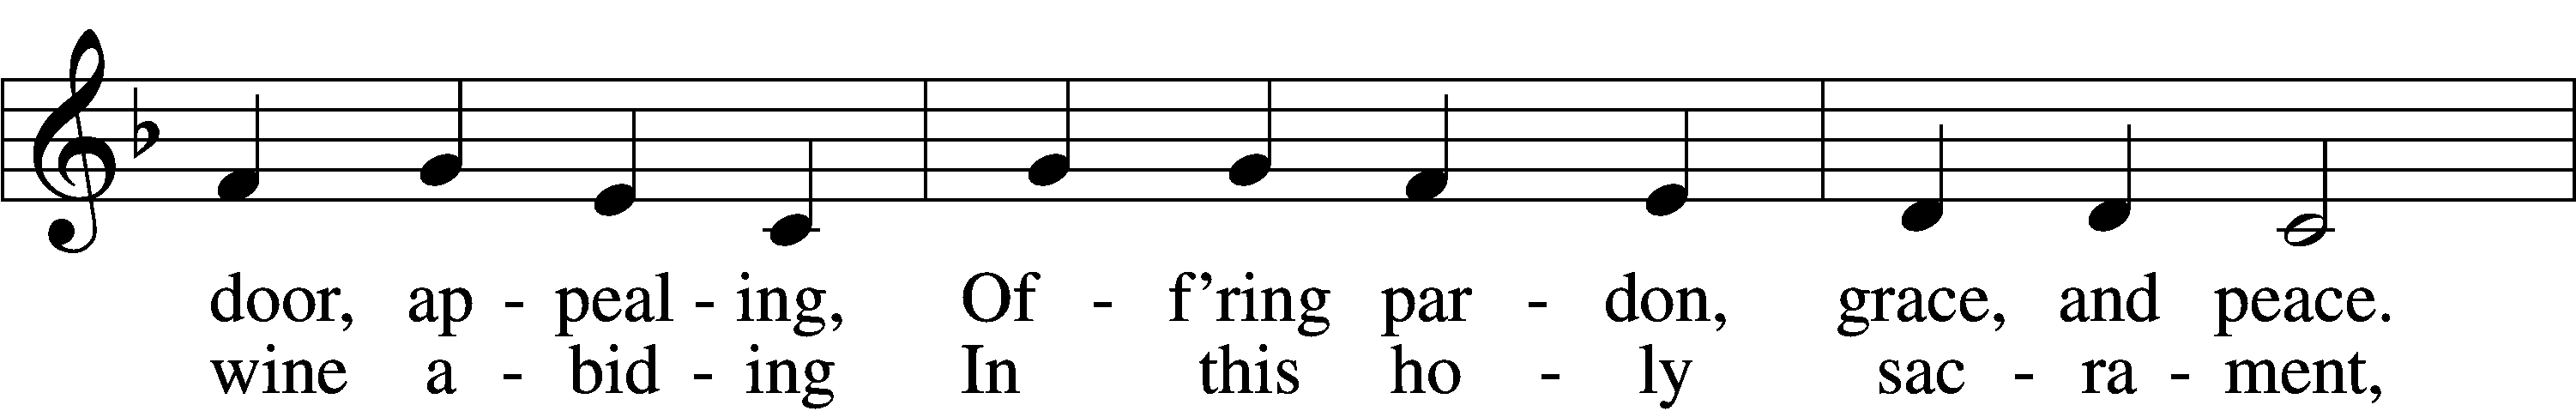 door, ap - peal - ing, Of - f’ring par - don, grace, and peace.
wine a - bid - ing In this ho - ly sac - ra - ment,